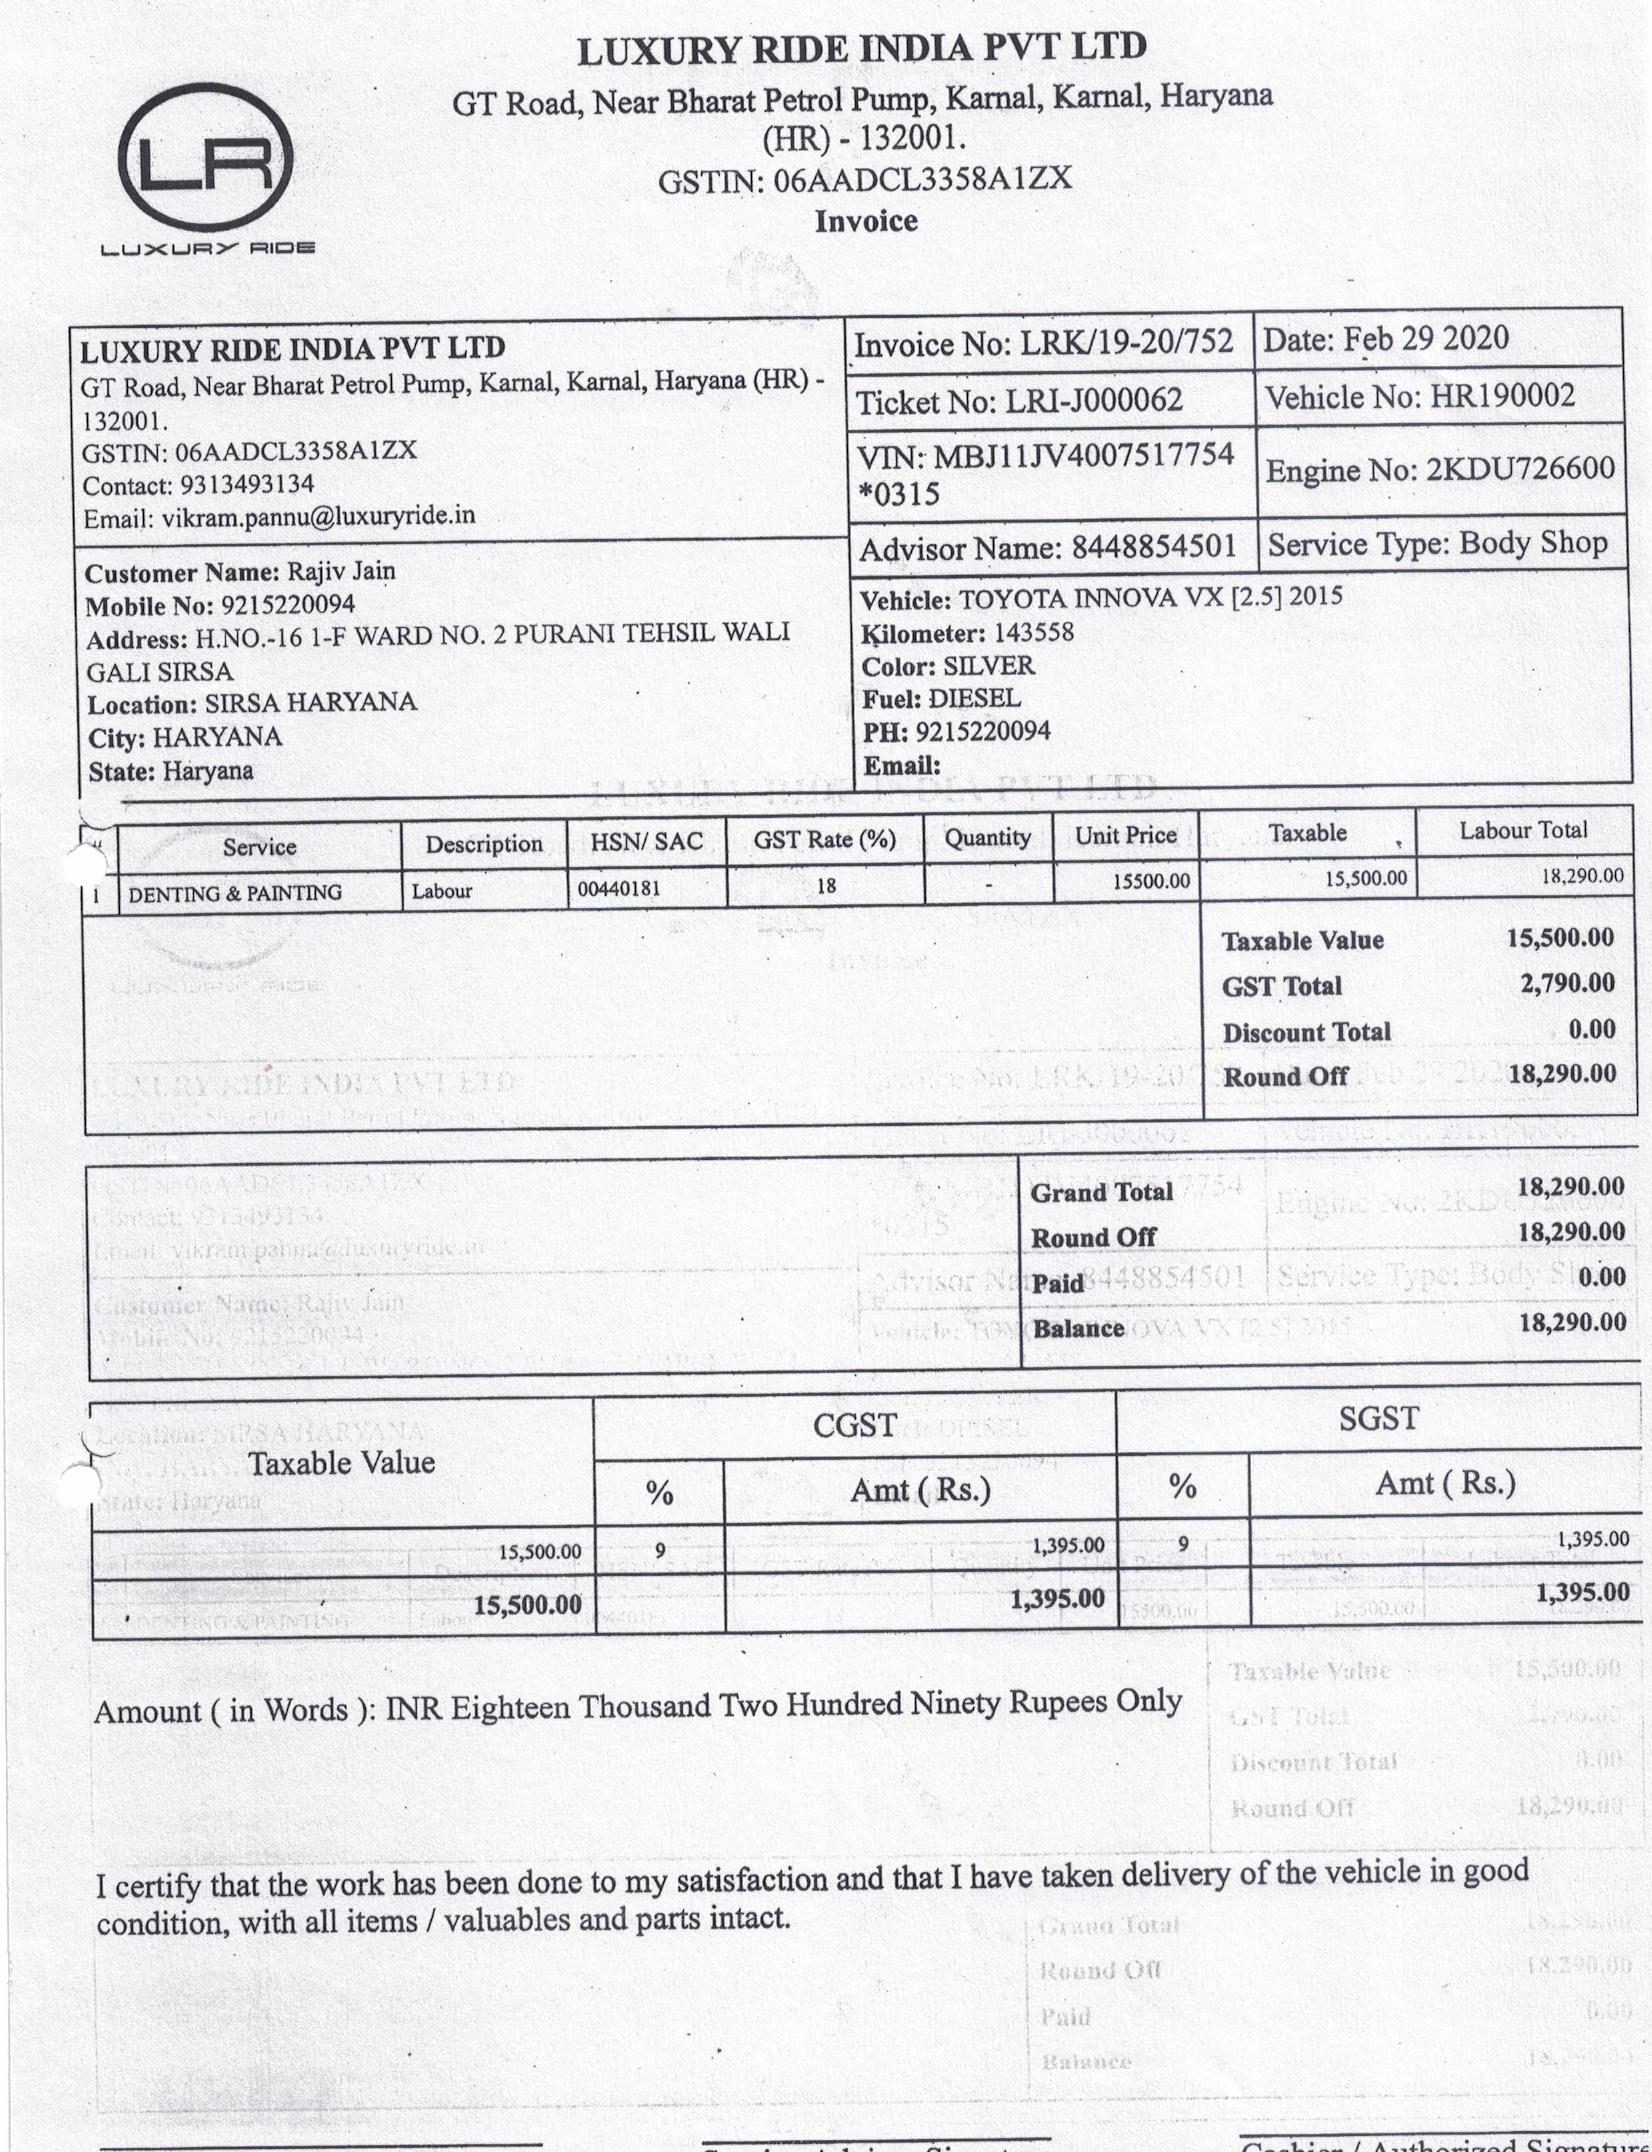 LUXURY RIDE INDIA PVT LTD
GT Road, Near Bharat Petrol Pump, Karnal, Karnal, Haryana
(HR) - 132001.
GSTIN: 06AADCL3358A1ZX
Invoice
LR
LUXURY RIDE
LUXURY RIDE INDIA PVT LTD
GT Road, Near Bharat Petrol Pump, Karnal, Karnal, Haryana (HR) -
132001.
GSTIN: 06AADCL3358A1ZX
Contact: 9313493134
Email: vikram.pannu@luxuryride.in
Customer Name: Rajiv Jain
Mobile No: 9215220094
Address: H.NO.-16 1-F WARD NO. 2 PURANI TEHSIL WALI
GALI SIRSA
Location: SIRSA HARYANA
City: HARYANA
State: Haryana
Invoice No: LRK/19-20/752 Date: Feb 29 2020
Ticket No: LRI-J000062 Vehicle No: HR190002
VIN: MBJ11JV4007517754
*0315
Engine No: 2KDU726600
Advisor Name: 8448854501 Service Type: Body Shop
Vehicle: TOYOTA INNOVA VX [2.5] 2015
Kilometer: 143558
Color: SILVER
Fuel: DIESEL
PH: 9215220094
Email:
Service Description HSN/ SAC GST Rate (%) Quantity Unit Price Taxable Labour Total
1 DENTING & PAINTING Labour 00440181 18 - 15500.00 15,500.00 18,290.00
Taxable Value 15,500.00
GST Total 2,790.00
Discount Total 0.00
Round Off 18,290.00
Grand Total 18,290.00
Round Off 18,290.00
Paid 0.00
Balance 18,290.00
Taxable Value CGST SGST
% Amt ( Rs.) % Amt ( Rs.)
15,500.00 9 1,395.00 9 1,395.00
15,500.00 1,395.00 1,395.00
Amount ( in Words ): INR Eighteen Thousand Two Hundred Ninety Rupees Only
I certify that the work has been done to my satisfaction and that I have taken delivery of the vehicle in good
condition, with all items / valuables and parts intact.
Cashier / Authorized Signature